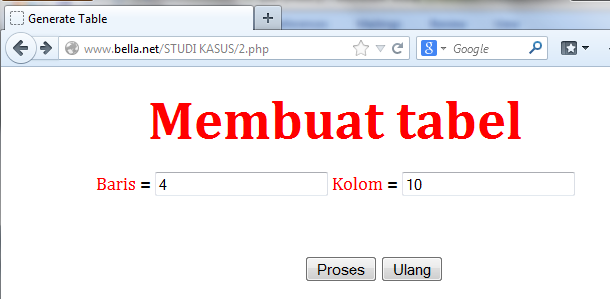 Generate Table
www.bella.net/STUDI KASUS/2.php
Google
Membuat tabel
Baris = 4 Kolom = 10
Proses Ulang